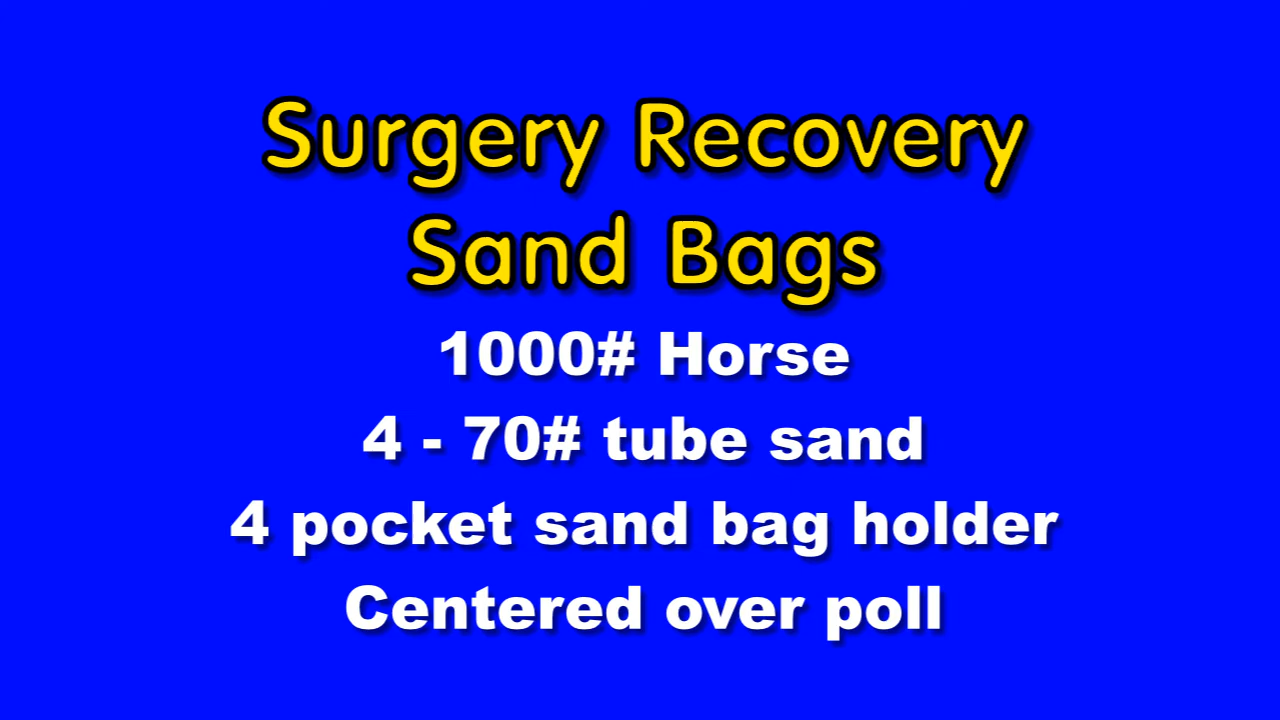 Surgery Recovery
Sand Bags
1000# Horse
4 - 70# tube sand
4 pocket sand bag holder
Centered over poll